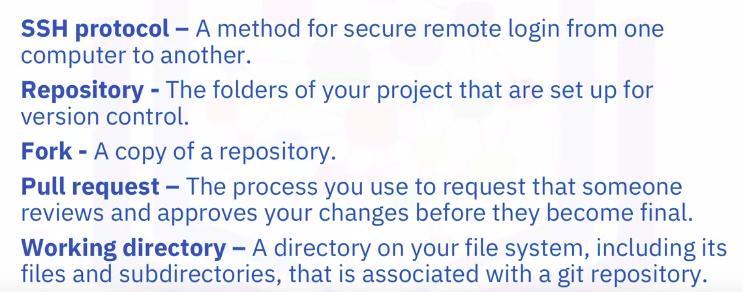 SSH protocol – A method for secure remote login from one
computer to another.
Repository - The folders of your project that are set up for
version control.
Fork - A copy of a repository.
Pull request – The process you use to request that someone
reviews and approves your changes before they become final.
Working directory – A directory on your file system, including its
files and subdirectories, that is associated with a git repository.